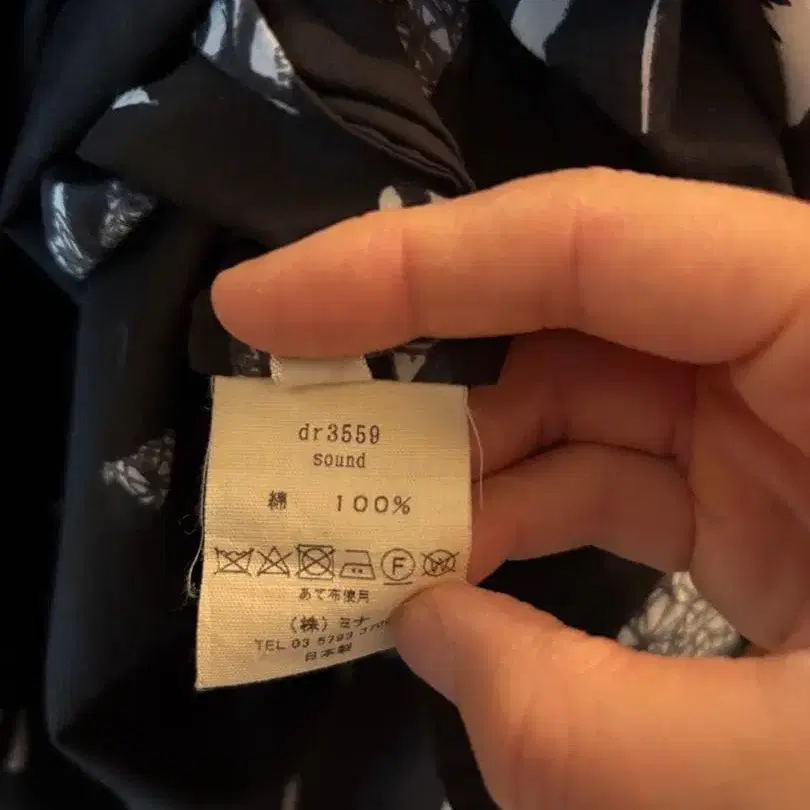 dr3559
sound
綿 100%
F W
あて布使用
(株)ミナ
TEL 03 5793
日本製